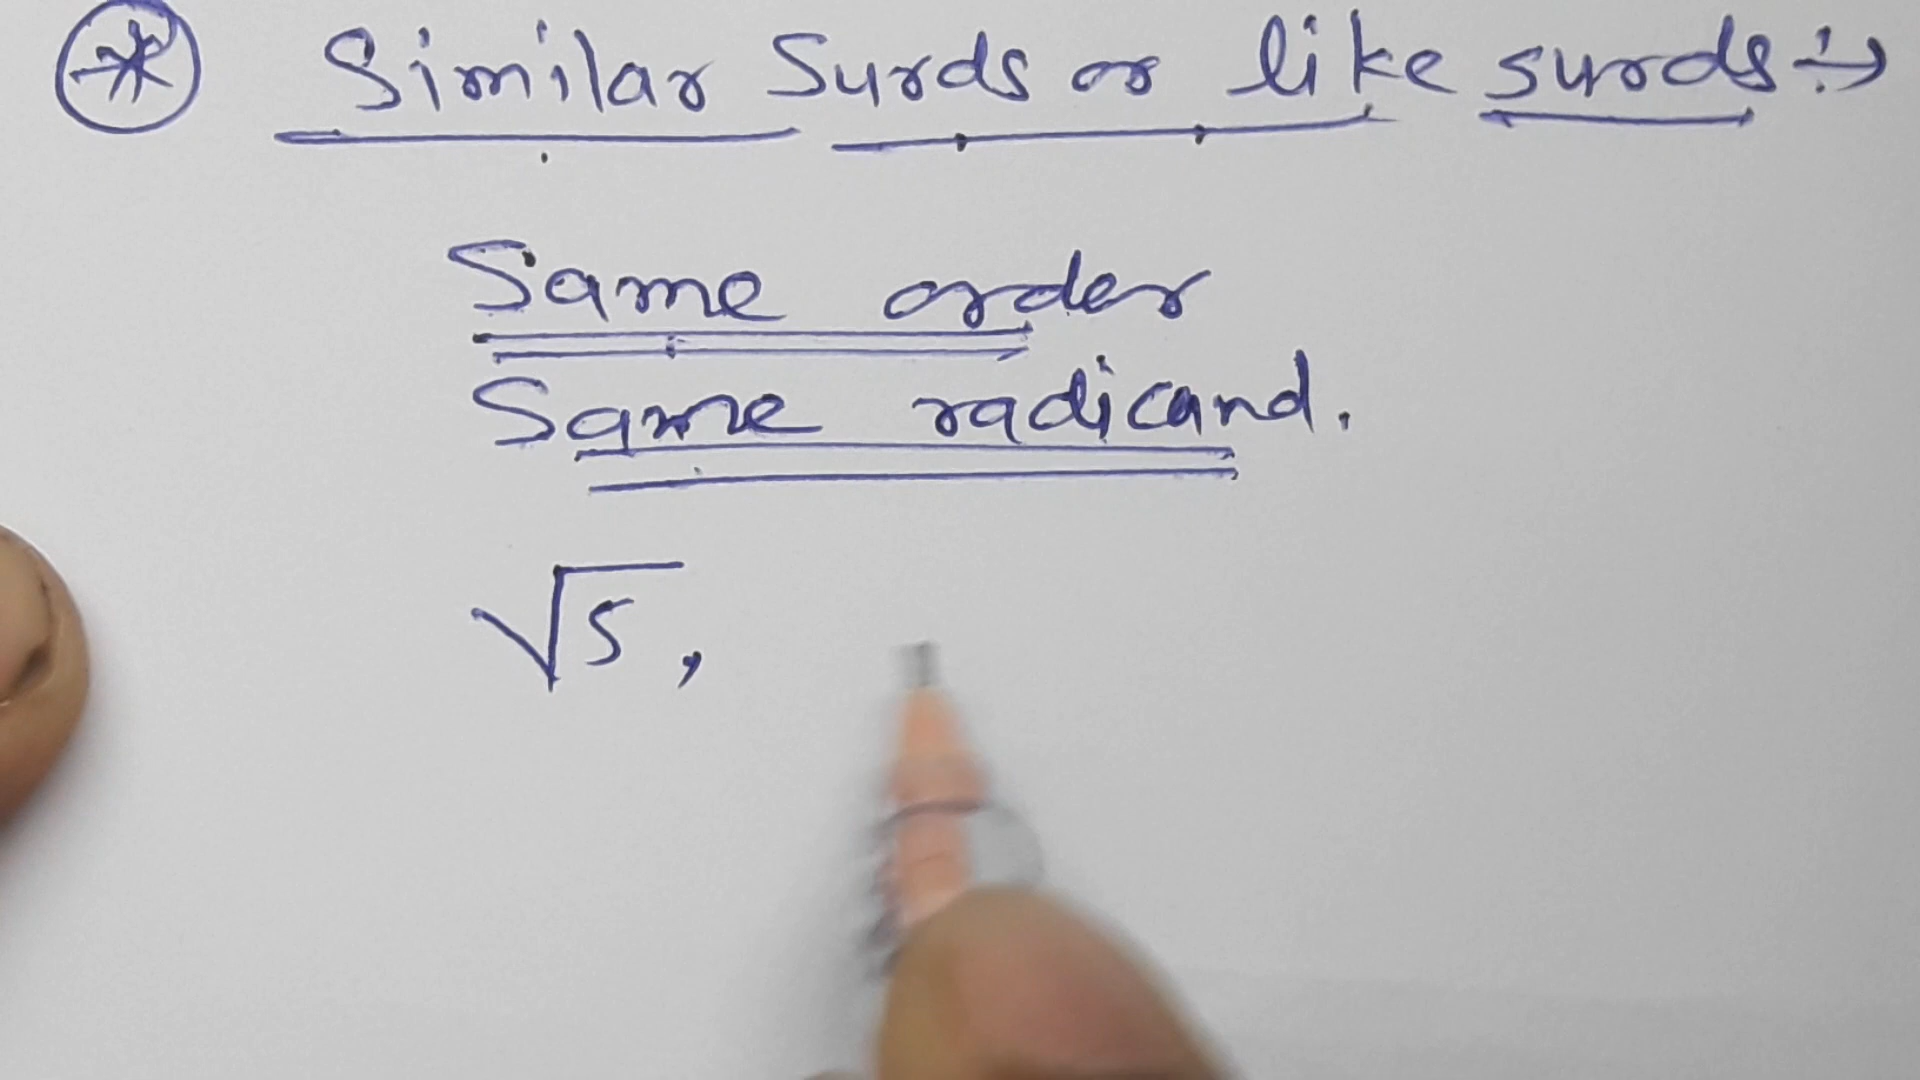 * Similar Surds or like surds :→
Same order
Same radicand.
√5,